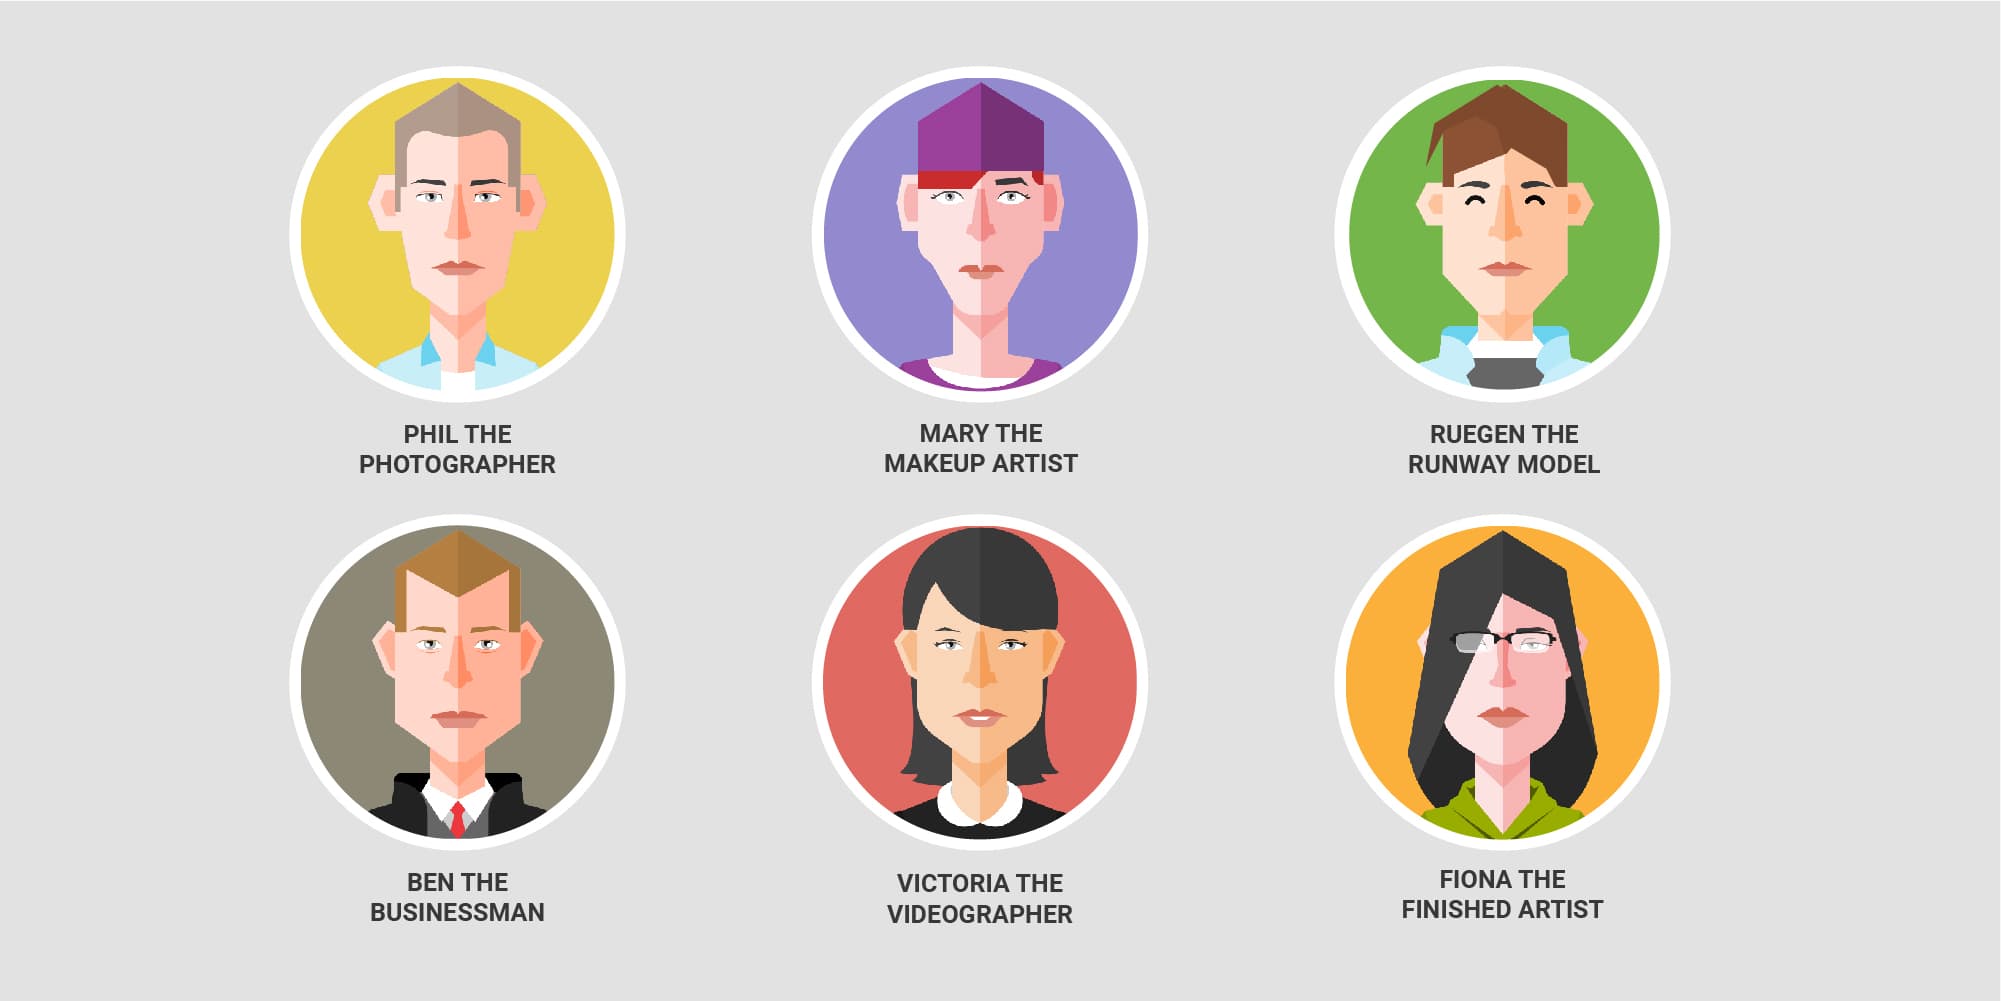 PHIL THE
PHOTOGRAPHER
MARY THE
MAKEUP ARTIST
RUEGEN THE
RUNWAY MODEL
BEN THE
BUSINESSMAN
VICTORIA THE
VIDEOGRAPHER
FIONA THE
FINISHED ARTIST